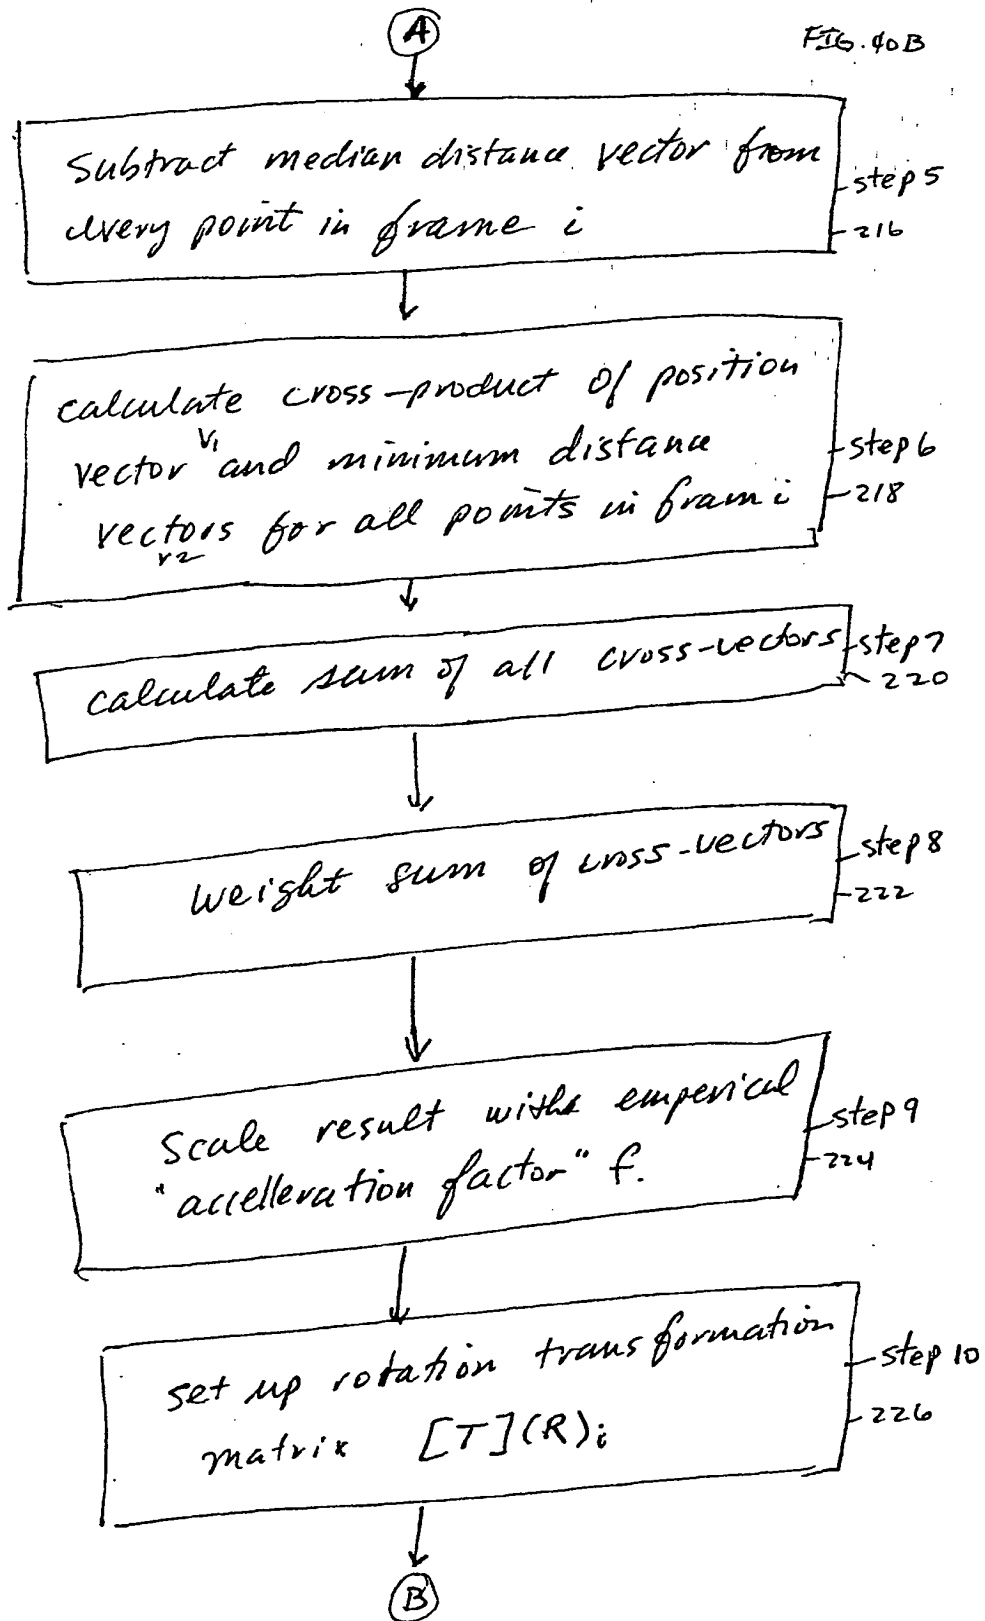 A
FIG. 40B
Subtract median distance vector from
every point in frame i
step 5
216
calculate cross-product of position
vector V1 and minimum distance
vectors v2 for all points in fram i
step 6
218
calculate sum of all cross-vectors
step 7
220
weight sum of cross-vectors
step 8
222
Scale result with emperical
"accelleration factor" f.
step 9
224
set up rotation transformation
matrix [T](R)i
step 10
226
B